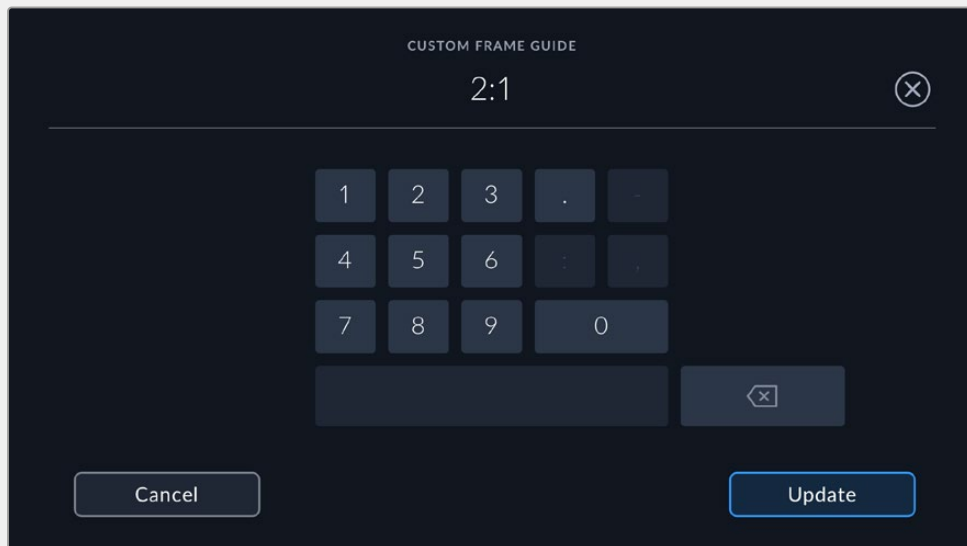 CUSTOM FRAME GUIDE
2:1
1 2 3 . -
4 5 6 : ,
7 8 9 0
Cancel Update